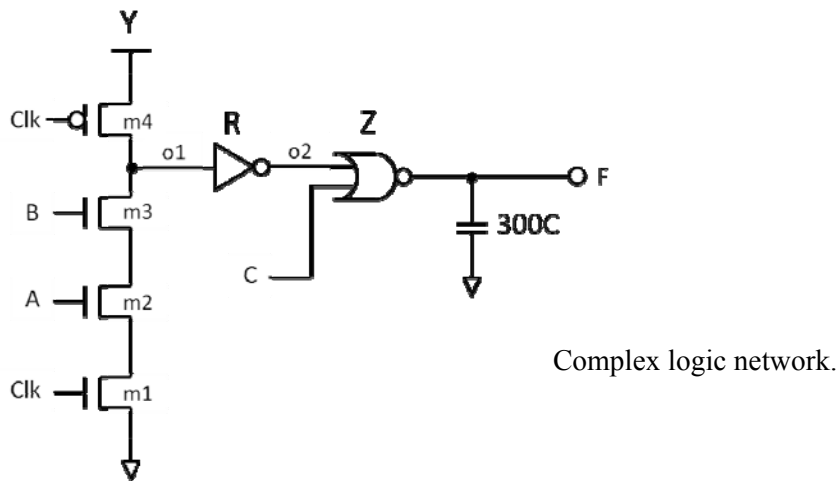 Y
Clk
m4
R
Z
o1
o2
F
B
m3
300C
C
A
m2
Complex logic network.
Clk
m1